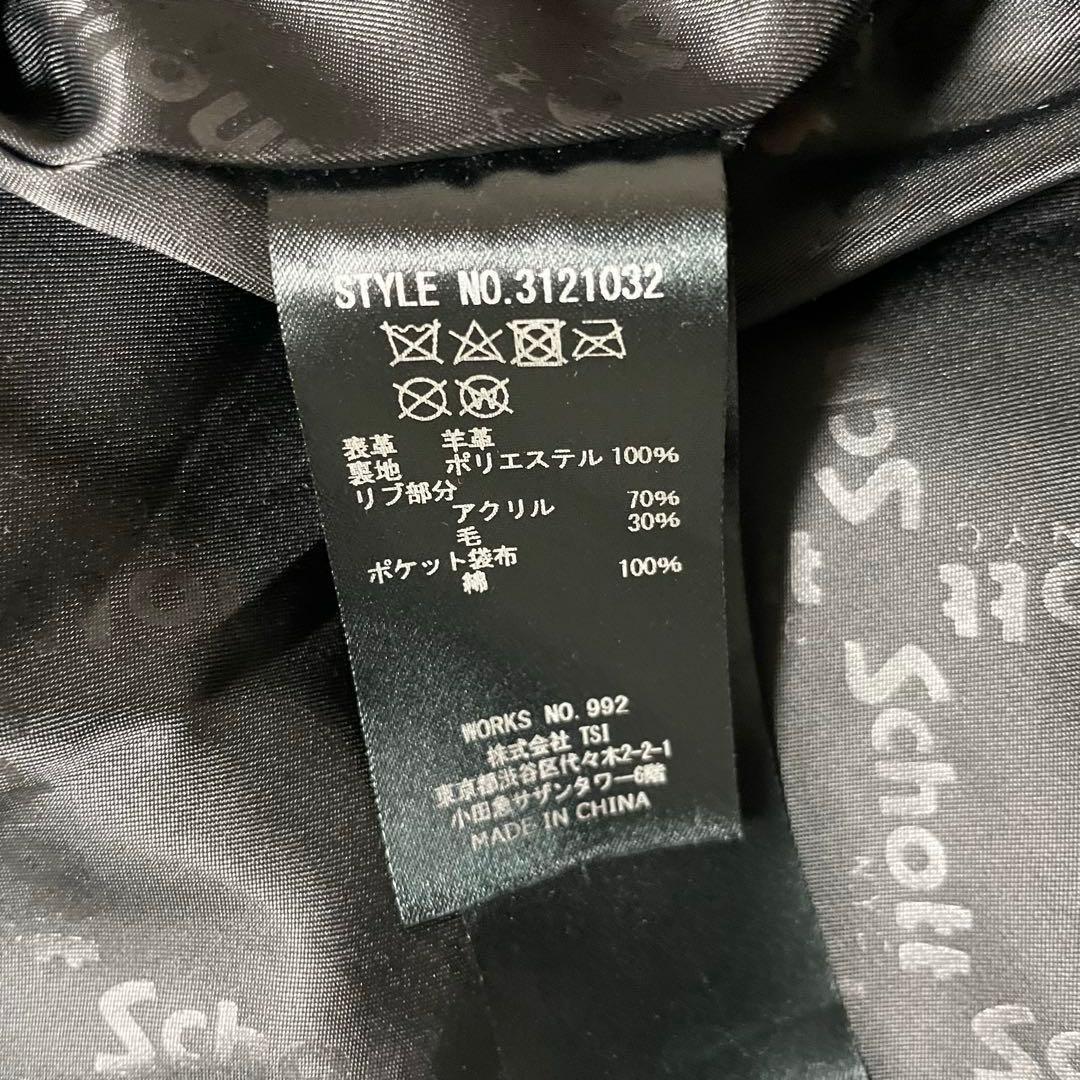 STYLE NO.3121032
W
表革 羊革
裏地 ポリエステル 100%
リブ部分
アクリル 70%
毛 30%
ポケット袋布
綿 100%
WORKS NO.992
株式会社 TSI
東京都渋谷区代々木2-2-1
小田急サザンタワー6階
MADE IN CHINA
Schott
Sch